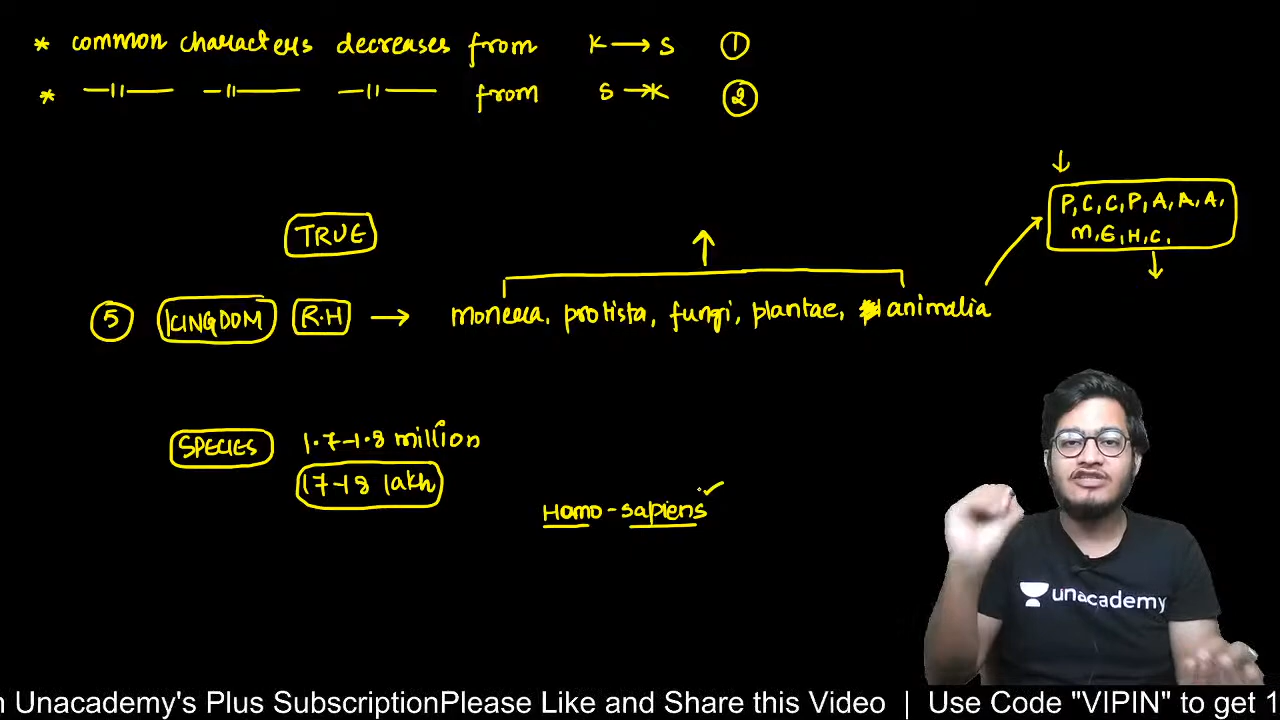 * common characters decreases from K → S ①
* —||— —||— —||— from S → K ②
↓
P, C, C, P, A, A, A,
M, E, H, C,
↓
TRUE
↑
⑤ KINGDOM R.H → monera, protista, fungi, plantae, animalia
SPECIES 1.7-1.8 million
17-18 lakh
Homo - sapiens ✓
unacademy
n Unacademy's Plus SubscriptionPlease Like and Share this Video | Use Code "VIPIN" to get 1